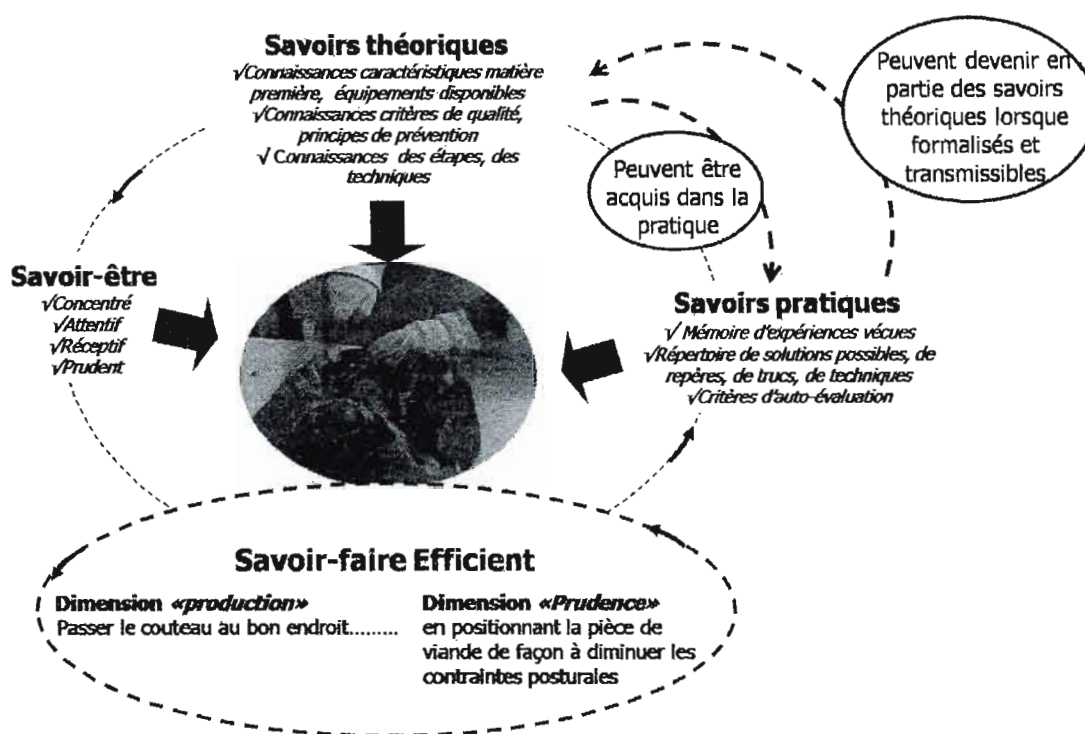 Savoirs théoriques
√Connaissances caractéristiques matière
première, équipements disponibles
√Connaissances critères de qualité,
principes de prévention
√ Connaissances des étapes, des
techniques
Peuvent devenir en
partie des savoirs
théoriques lorsque
formalisés et
transmissibles
Peuvent être
acquis dans la
pratique
Savoir-être
√Concentré
√Attentif
√Réceptif
√Prudent
Savoirs pratiques
√ Mémoire d'expériences vécues
√Répertoire de solutions possibles, de
repères, de trucs, de techniques
√Critères d'auto-évaluation
Savoir-faire Efficient
Dimension «production»
Passer le couteau au bon endroit.........
Dimension «Prudence»
en positionnant la pièce de
viande de façon à diminuer les
contraintes posturales